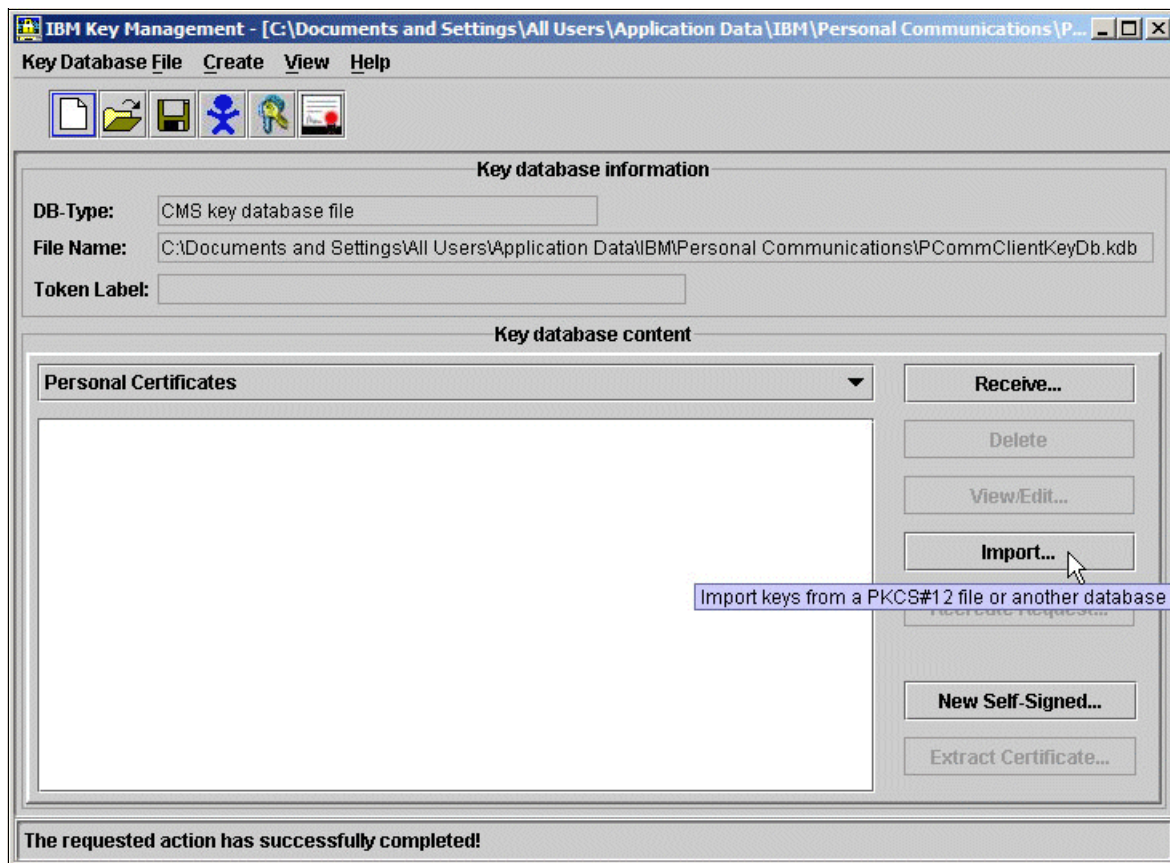 IBM Key Management - [C:\Documents and Settings\All Users\Application Data\IBM\Personal Communications\P...
Key Database File Create View Help
Key database information
DB-Type: CMS key database file
File Name: C:\Documents and Settings\All Users\Application Data\IBM\Personal Communications\PCommClientKeyDb.kdb
Token Label:
Key database content
Personal Certificates
Receive...
Delete
View/Edit...
Import...
Import keys from a PKCS#12 file or another database
Recreate Request...
New Self-Signed...
Extract Certificate...
The requested action has successfully completed!